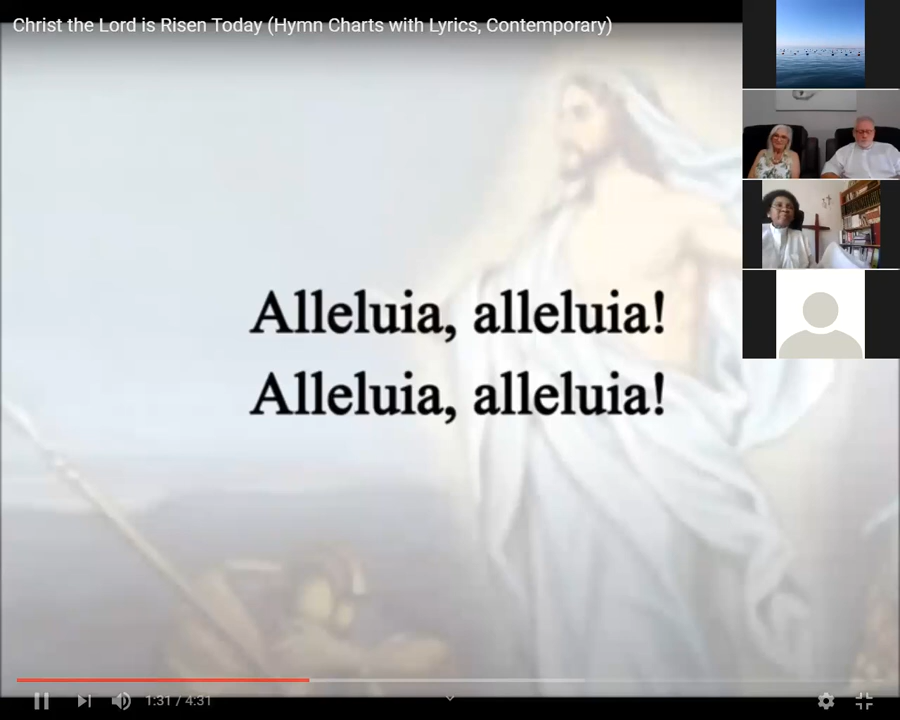 Christ the Lord is Risen Today (Hymn Charts with Lyrics, Contemporary)
Alleluia, alleluia!
Alleluia, alleluia!
1:31 / 4:31